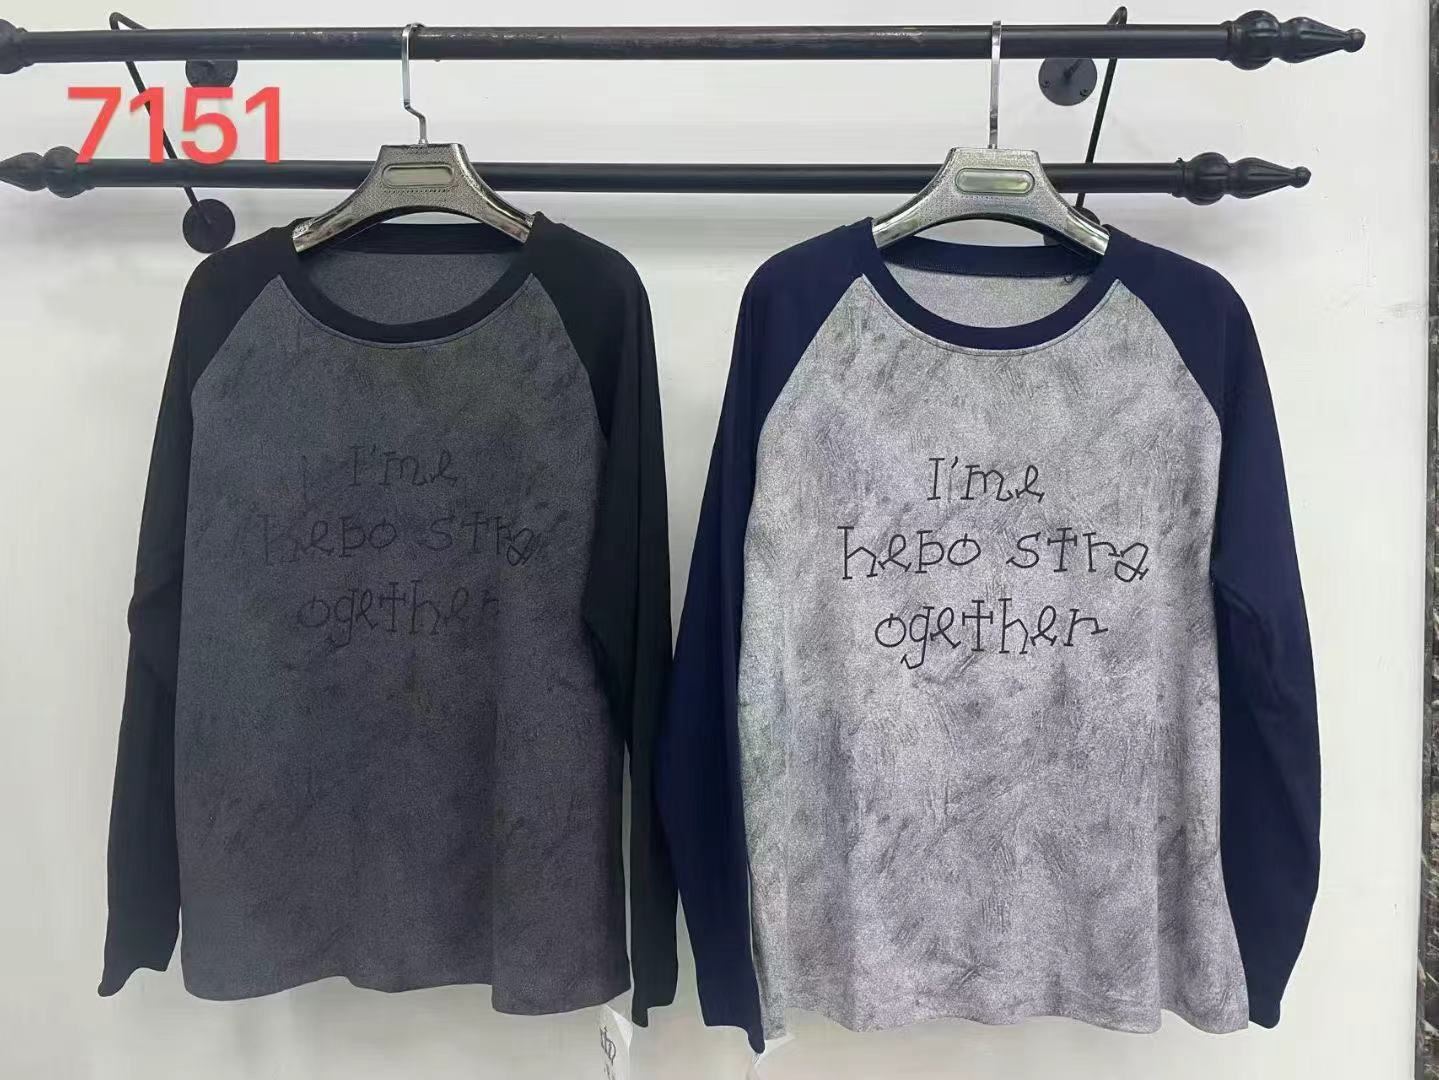 7151
I'me
hebo stra
ogether
I'me
hebo stra
ogether